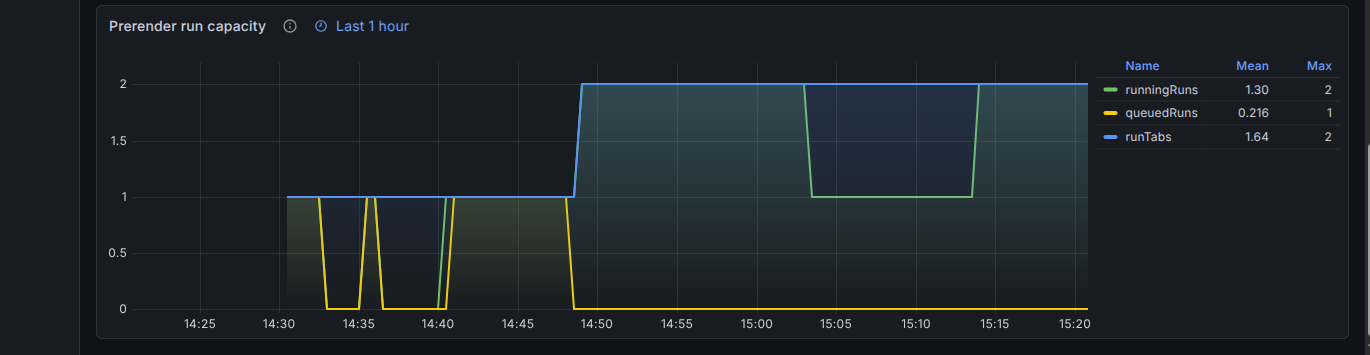 Prerender run capacity Last 1 hour
Name Mean Max
2
runningRuns 1.30 2
queuedRuns 0.216 1
1.5
runTabs 1.64 2
1
0.5
0
14:25 14:30 14:35 14:40 14:45 14:50 14:55 15:00 15:05 15:10 15:15 15:20